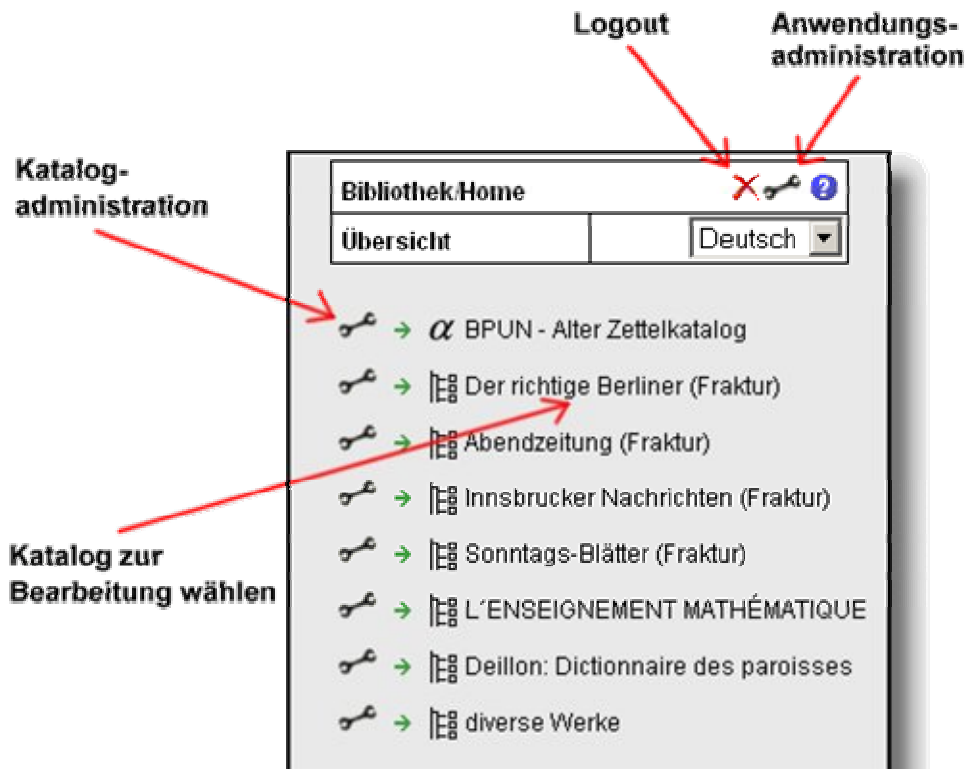 Logout
Anwendungs-
administration
Katalog-
administration
Bibliothek/Home
?
Übersicht
Deutsch
α BPUN - Alter Zettelkatalog
Der richtige Berliner (Fraktur)
Abendzeitung (Fraktur)
Innsbrucker Nachrichten (Fraktur)
Katalog zur
Bearbeitung wählen
Sonntags-Blätter (Fraktur)
L´ENSEIGNEMENT MATHÉMATIQUE
Deillon: Dictionnaire des paroisses
diverse Werke